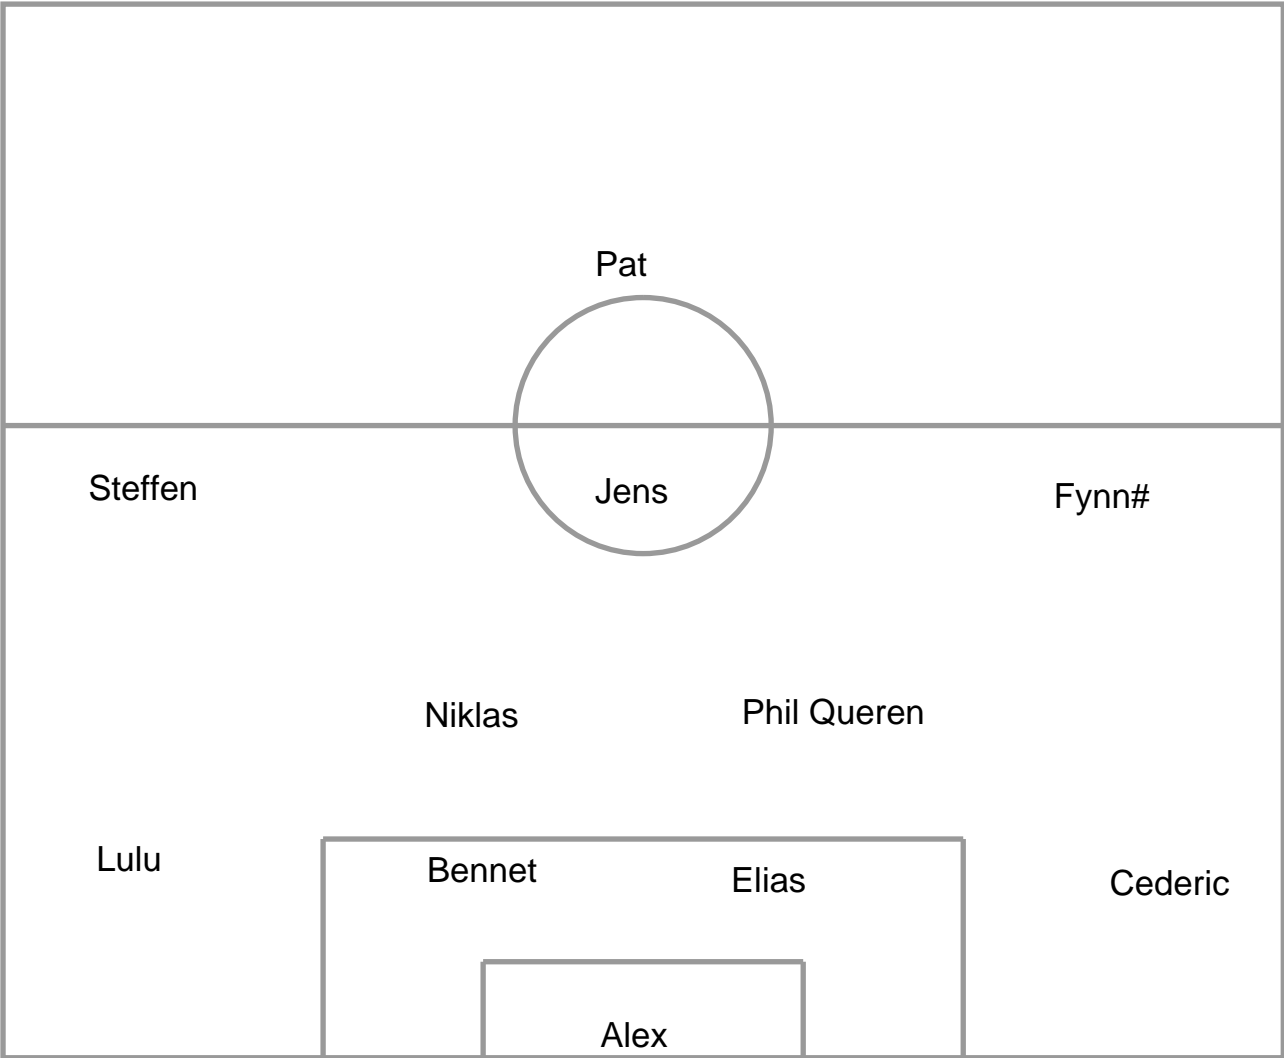 Pat
Steffen
Jens
Fynn#
Niklas
Phil Queren
Lulu
Bennet
Elias
Cederic
Alex